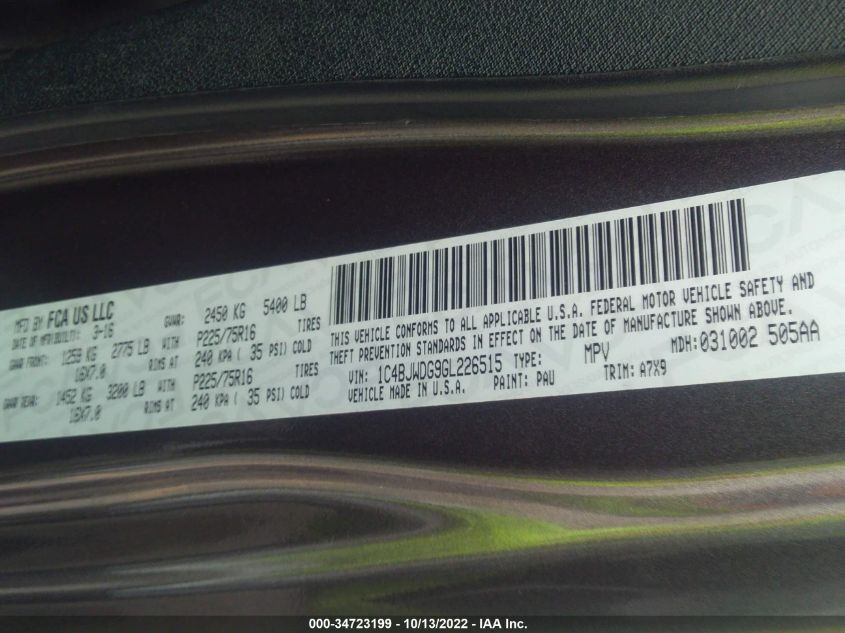 MFD BY FCA US LLC
DATE OF MFR(BUILT): 3-16 GVWR: 2450 KG 5400 LB
GAWR FRONT: 1259 KG 2775 LB WITH P225/75R16 TIRES
16X7.0 RIMS AT 240 KPA ( 35 PSI) COLD
GAWR REAR: 1452 KG 3200 LB WITH P225/75R16 TIRES
16X7.0 RIMS AT 240 KPA ( 35 PSI) COLD
THIS VEHICLE CONFORMS TO ALL APPLICABLE U.S.A. FEDERAL MOTOR VEHICLE SAFETY AND
THEFT PREVENTION STANDARDS IN EFFECT ON THE DATE OF MANUFACTURE SHOWN ABOVE.
VIN: 1C4BJWDG9GL226515 TYPE: MPV MDH: 031002 505AA
VEHICLE MADE IN U.S.A. PAINT: PAU TRIM: A7X9
000-34723199 - 10/13/2022 - IAA Inc.